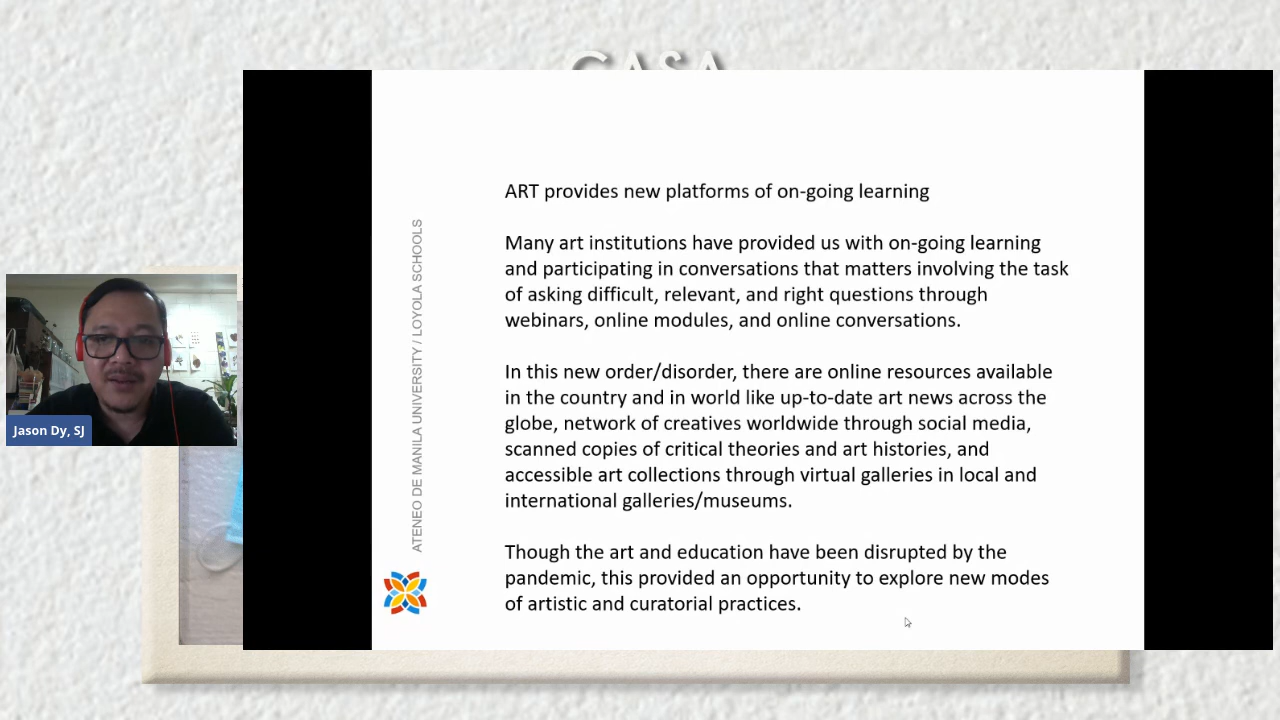 CASA
ART provides new platforms of on-going learning
Many art institutions have provided us with on-going learning
and participating in conversations that matters involving the task
of asking difficult, relevant, and right questions through
webinars, online modules, and online conversations.
In this new order/disorder, there are online resources available
in the country and in world like up-to-date art news across the
globe, network of creatives worldwide through social media,
scanned copies of critical theories and art histories, and
accessible art collections through virtual galleries in local and
international galleries/museums.
Though the art and education have been disrupted by the
pandemic, this provided an opportunity to explore new modes
of artistic and curatorial practices.
ATENEO DE MANILA UNIVERSITY / LOYOLA SCHOOLS
Jason Dy, SJ